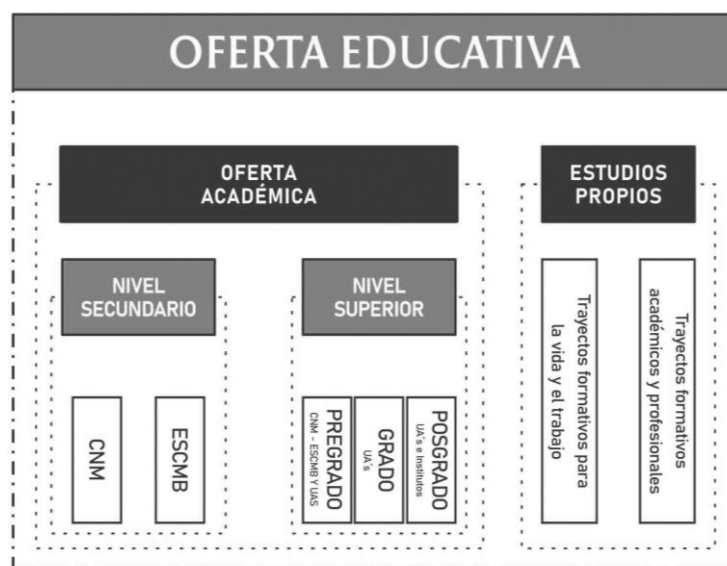 OFERTA EDUCATIVA
OFERTA
ACADÉMICA
NIVEL
SECUNDARIO
CNM
ESCMB
NIVEL
SUPERIOR
PREGRADO
CNM - ESCMB Y UAS
GRADO
UA's
POSGRADO
UA's e Institutos
ESTUDIOS
PROPIOS
Trayectos formativos para
la vida y el trabajo
Trayectos formativos
académicos y profesionales